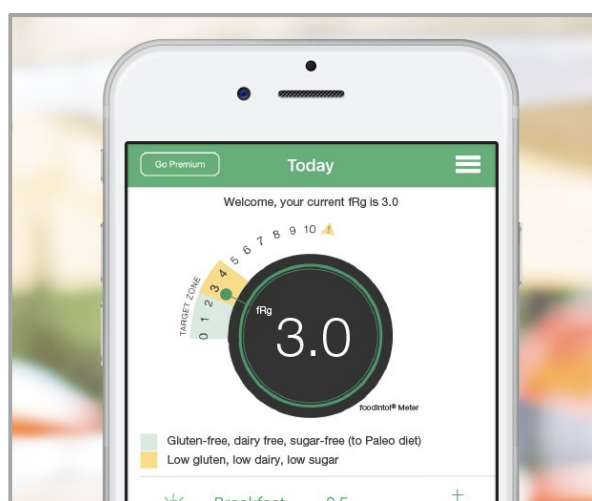 Go Premium
Today
Welcome, your current fRg is 3.0
TARGET ZONE
0 1 2 3 4 5 6 7 8 9 10
fRg
3.0
foodintol® Meter
Gluten-free, dairy free, sugar-free (to Paleo diet)
Low gluten, low dairy, low sugar
Breakfast 0.5 +